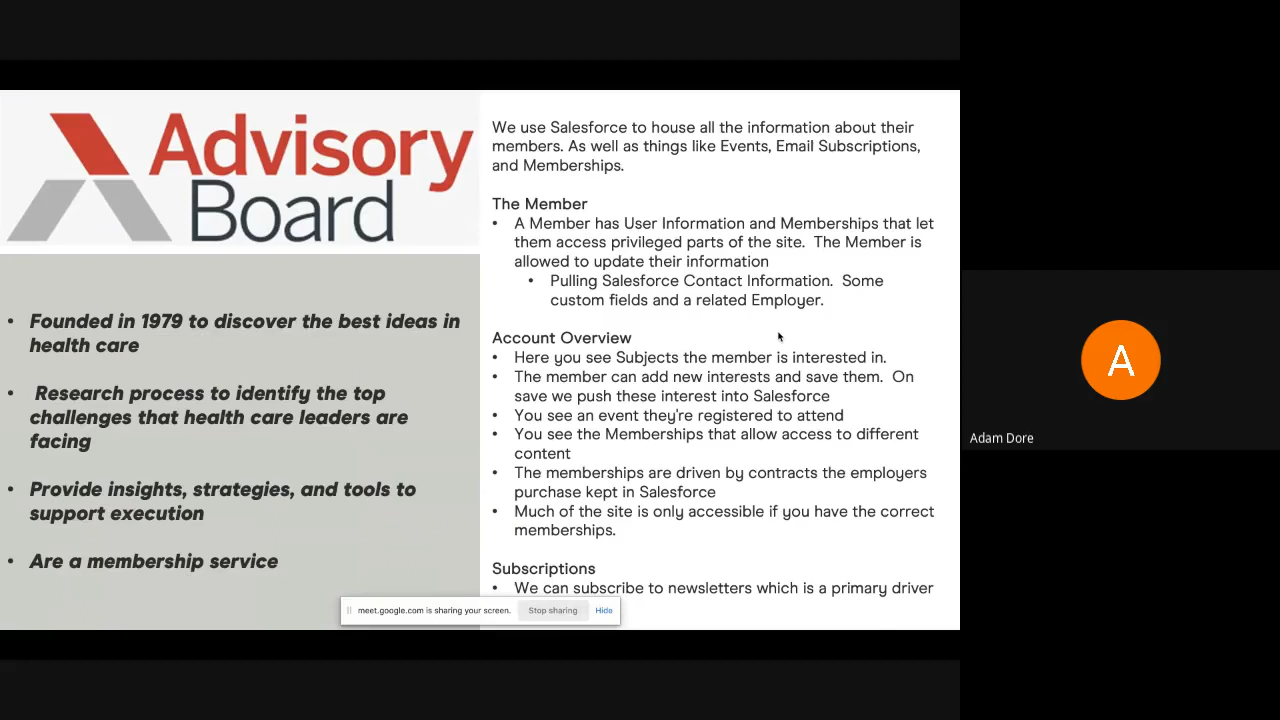 Advisory
Board
• Founded in 1979 to discover the best ideas in
health care
• Research process to identify the top
challenges that health care leaders are
facing
• Provide insights, strategies, and tools to
support execution
• Are a membership service
We use Salesforce to house all the information about their
members. As well as things like Events, Email Subscriptions,
and Memberships.
The Member
• A Member has User Information and Memberships that let
them access privileged parts of the site. The Member is
allowed to update their information
• Pulling Salesforce Contact Information. Some
custom fields and a related Employer.
Account Overview
• Here you see Subjects the member is interested in.
• The member can add new interests and save them. On
save we push these interest into Salesforce
• You see an event they're registered to attend
• You see the Memberships that allow access to different
content
• The memberships are driven by contracts the employers
purchase kept in Salesforce
• Much of the site is only accessible if you have the correct
memberships.
Subscriptions
• We can subscribe to newsletters which is a primary driver
meet.google.com is sharing your screen. Stop sharing Hide
A
Adam Dore